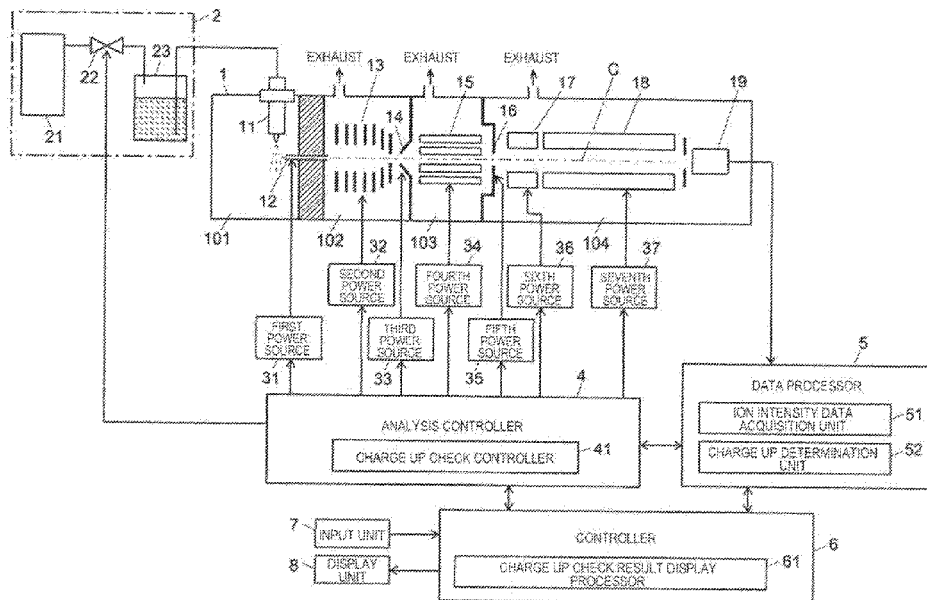 2
23
22
21
EXHAUST EXHAUST EXHAUST
13 15 17 C 18 19
1
11
14
16
12
101 102 103 104
32 34 36 37
SECOND
POWER
SOURCE
FOURTH
POWER
SOURCE
SIXTH
POWER
SOURCE
SEVENTH
POWER
SOURCE
FIRST
POWER
SOURCE
THIRD
POWER
SOURCE
FIFTH
POWER
SOURCE
31 33 35
4
ANALYSIS CONTROLLER
CHARGE UP CHECK CONTROLLER
41
5
DATA PROCESSOR
ION INTENSITY DATA
ACQUISITION UNIT
51
CHARGE UP DETERMINATION
UNIT
52
7
INPUT UNIT
8
DISPLAY
UNIT
CONTROLLER
6
CHARGE UP CHECK RESULT DISPLAY
PROCESSOR
61